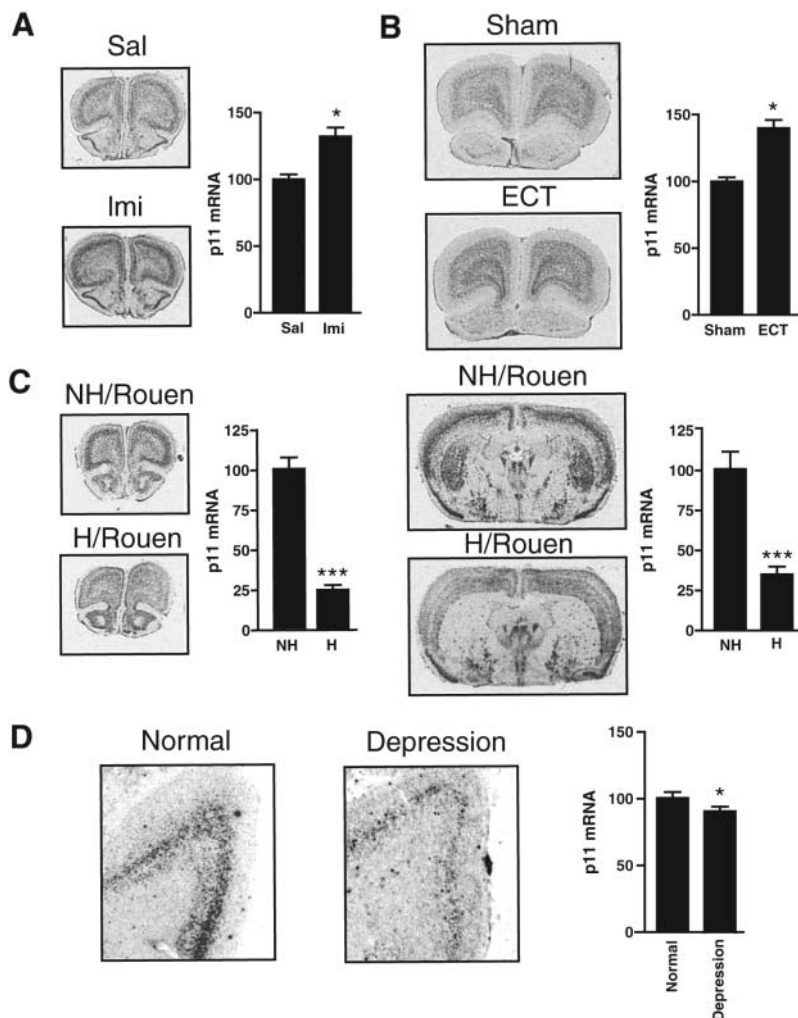 A
Sal
Imi
p11 mRNA
150
100
50
0
*
Sal Imi
B
Sham
ECT
p11 mRNA
150
100
50
0
*
Sham ECT
C
NH/Rouen
H/Rouen
p11 mRNA
125
100
75
50
25
0
***
NH H
NH/Rouen
H/Rouen
p11 mRNA
125
100
75
50
25
0
***
NH H
D
Normal
Depression
p11 mRNA
150
100
50
0
*
Normal
Depression